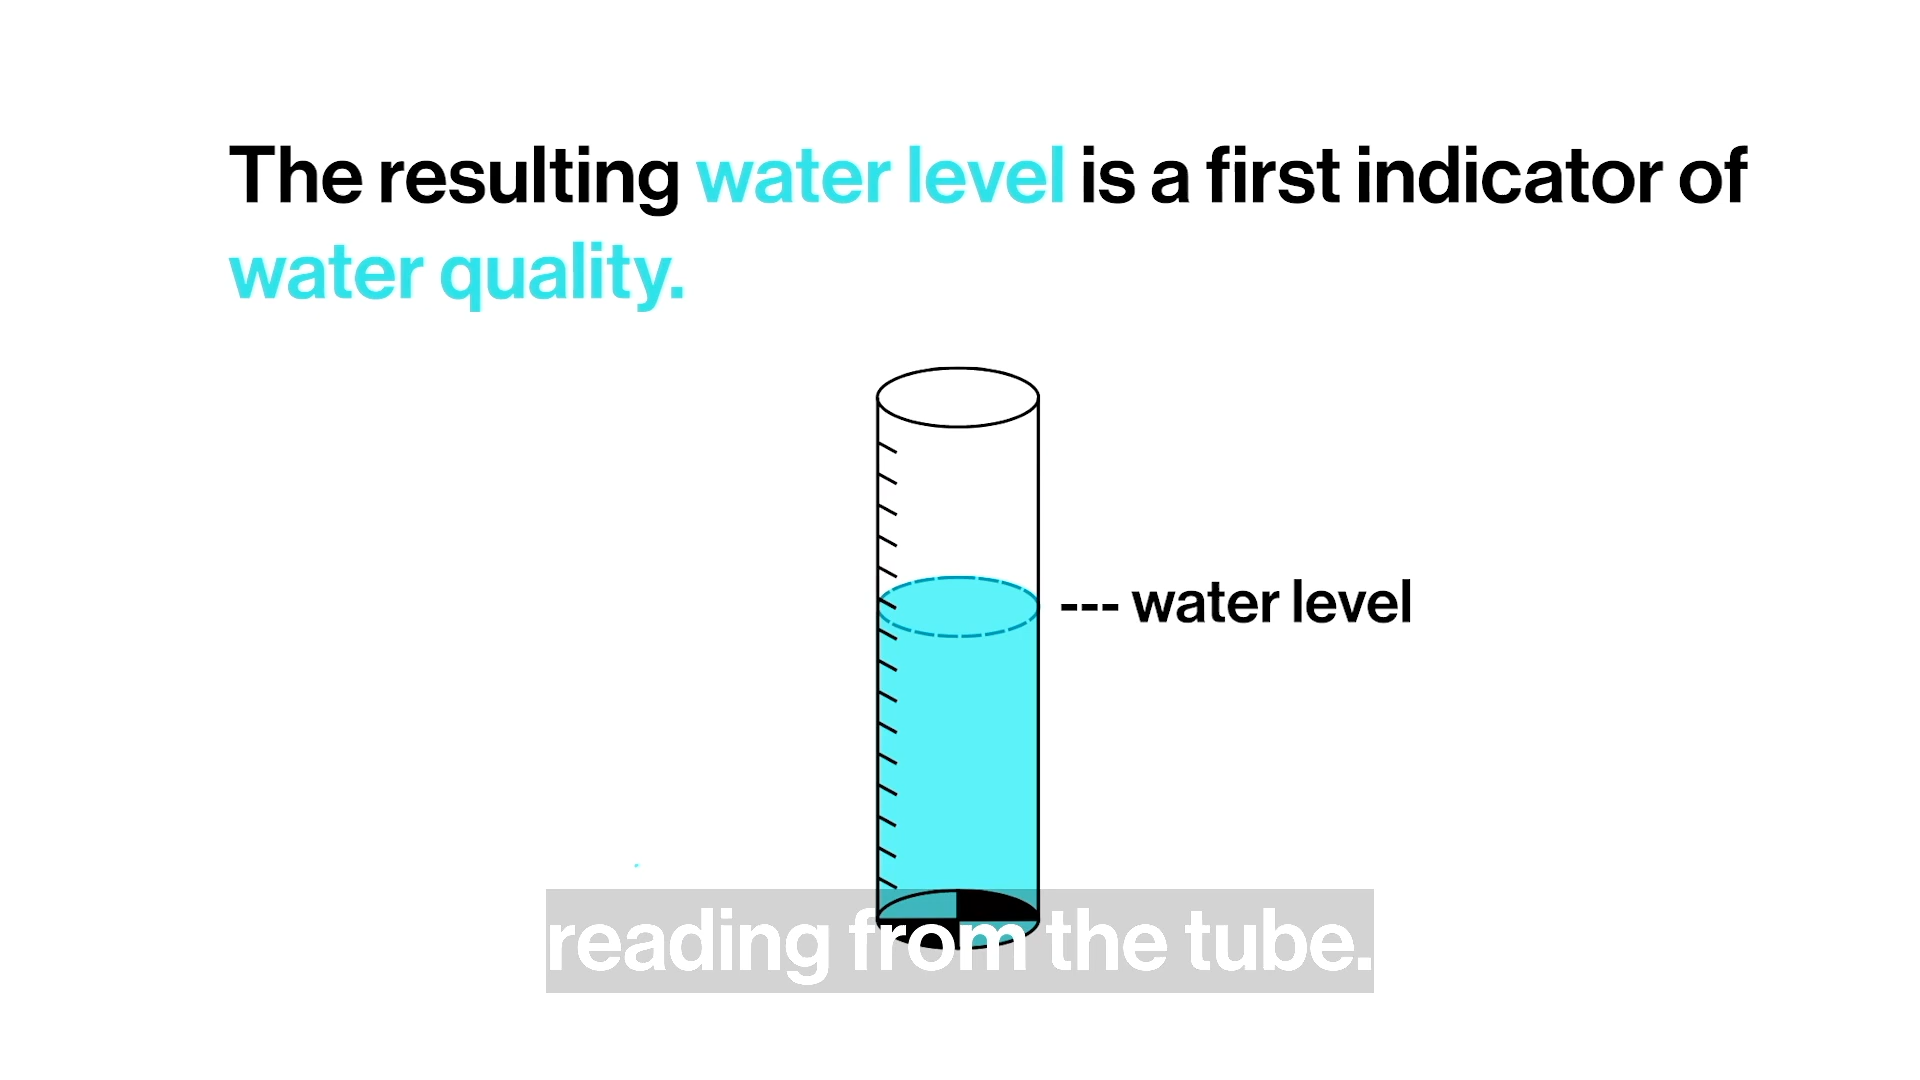 The resulting water level is a first indicator of
water quality.
--- water level
reading from the tube.